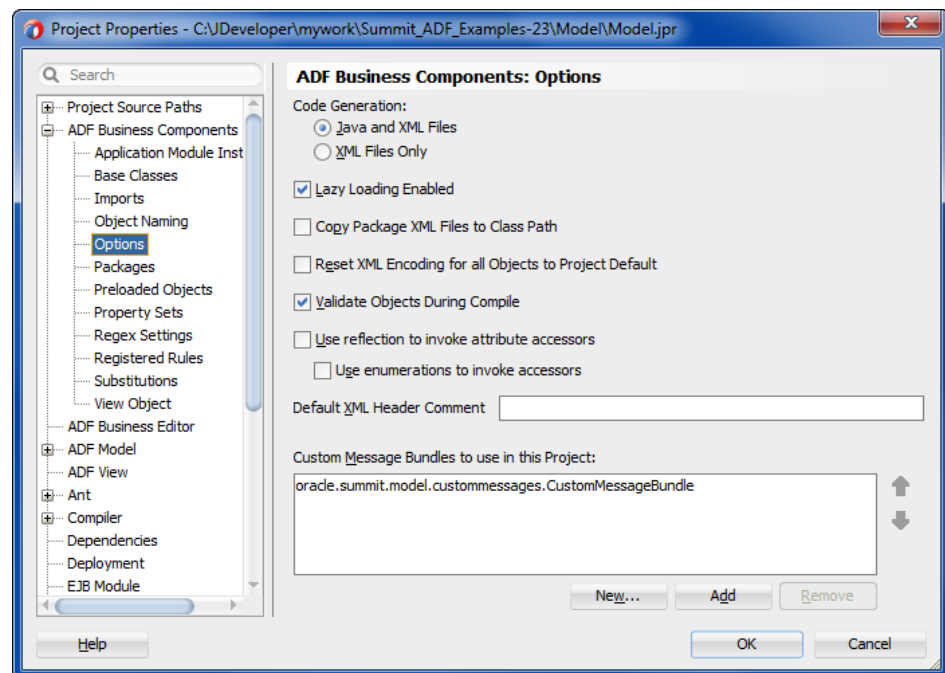 Project Properties - C:\JDeveloper\mywork\Summit_ADF_Examples-23\Model\Model.jpr
Search
Project Source Paths
ADF Business Components
Application Module Inst
Base Classes
Imports
Object Naming
Options
Packages
Preloaded Objects
Property Sets
Regex Settings
Registered Rules
Substitutions
View Object
ADF Business Editor
ADF Model
ADF View
Ant
Compiler
Dependencies
Deployment
EJB Module
ADF Business Components: Options
Code Generation:
Java and XML Files
XML Files Only
Lazy Loading Enabled
Copy Package XML Files to Class Path
Reset XML Encoding for all Objects to Project Default
Validate Objects During Compile
Use reflection to invoke attribute accessors
Use enumerations to invoke accessors
Default XML Header Comment
Custom Message Bundles to use in this Project:
oracle.summit.model.custommessages.CustomMessageBundle
New... Add Remove
Help OK Cancel